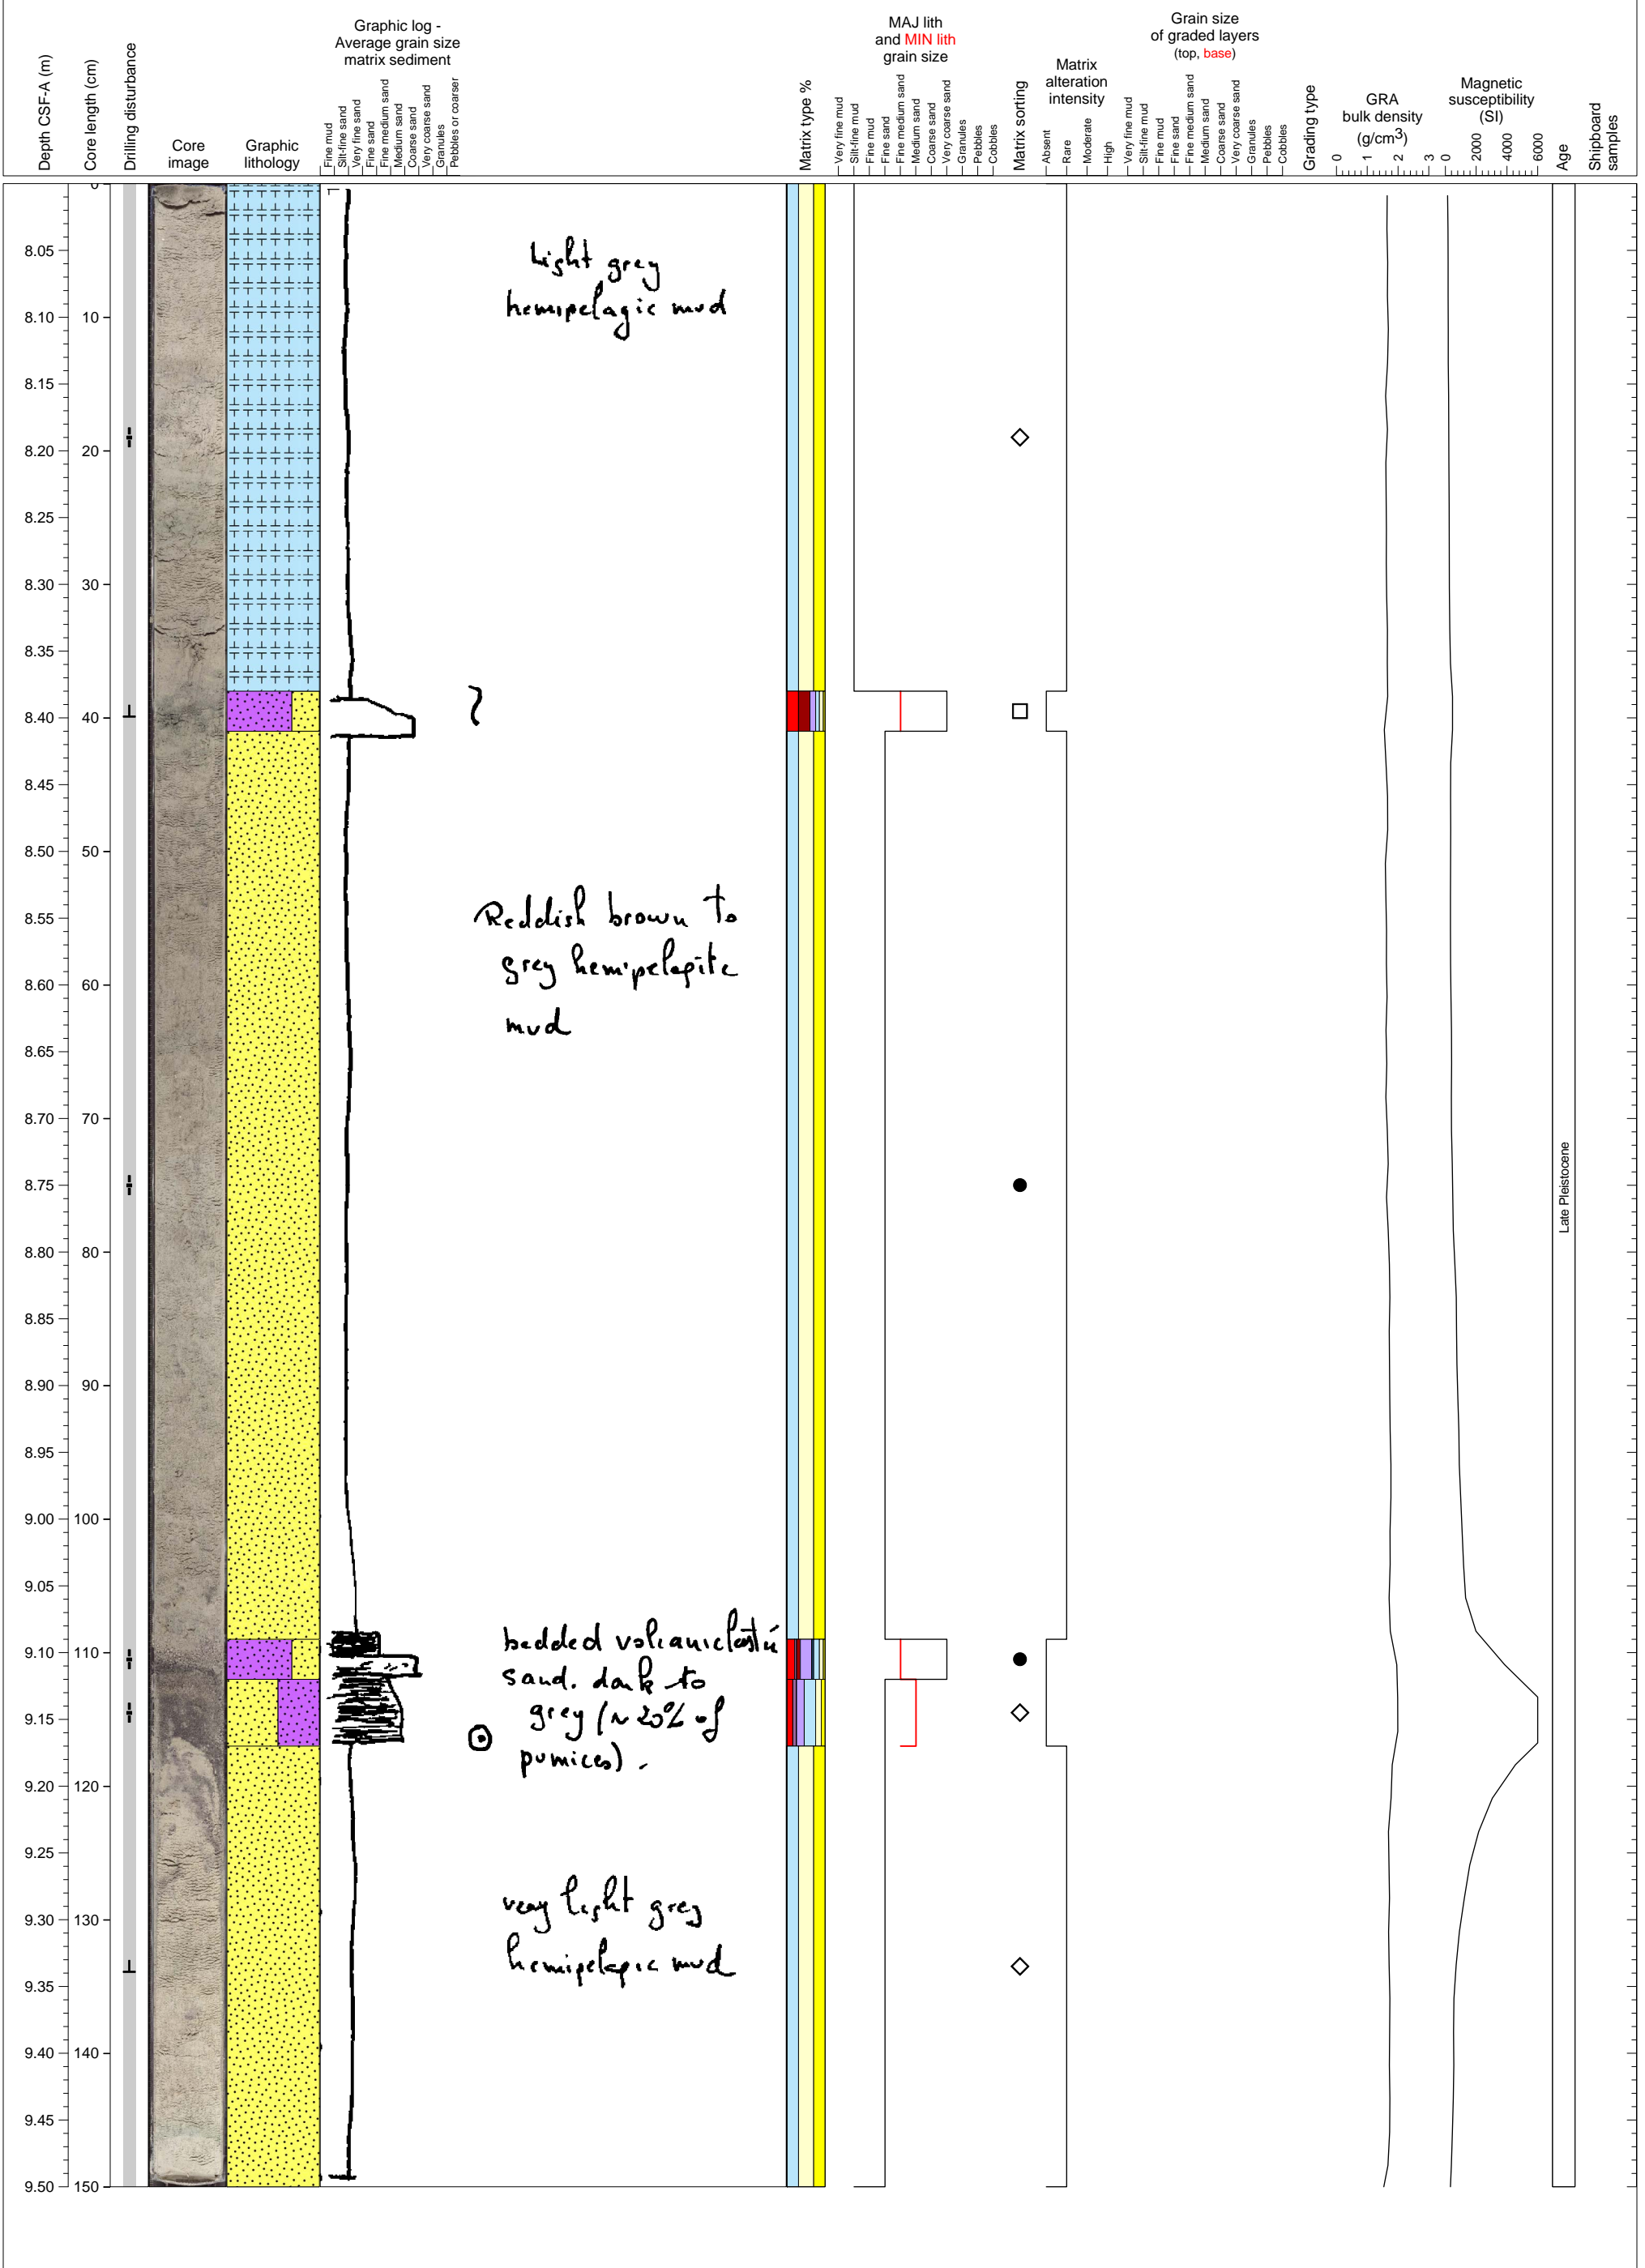 Depth CSF-A (m)
Core length (cm)
Drilling disturbance
Core
image
Graphic
lithology
Graphic log -
Average grain size
matrix sediment
Fine mud
Slit-fine sand
Very fine sand
Fine sand
Fine medium sand
Medium sand
Coarse sand
Very coarse sand
Granules
Pebbles or coarser
Matrix type %
MAJ lith
and MIN lith
grain size
Very fine mud
Silt-fine mud
Fine mud
Fine sand
Fine medium sand
Medium sand
Coarse sand
Very coarse sand
Granules
Pebbles
Cobbles
Matrix sorting
Matrix
alteration
intensity
Absent
Rare
Moderate
High
Grain size
of graded layers
(top, base)
Very fine mud
Silt-fine mud
Fine mud
Fine sand
Fine medium sand
Medium sand
Coarse sand
Very coarse sand
Granules
Pebbles
Cobbles
Grading type
GRA
bulk density
(g/cm3)
0 1 2 3
Magnetic
susceptibility
(SI)
0 2000 4000 6000
Age
Shipboard
samples
0
8.05
8.10 10
8.15
8.20 20
8.25
8.30 30
8.35
8.40 40
8.45
8.50 50
8.55
8.60 60
8.65
8.70 70
8.75
8.80 80
8.85
8.90 90
8.95
9.00 100
9.05
9.10 110
9.15
9.20 120
9.25
9.30 130
9.35
9.40 140
9.45
9.50 150
Light grey
hemipelagic mud
Reddish brown to
grey hemipelagite
mud
bedded volcaniclastic
sand. dark to
grey (~ 20% of
pumices).
very light grey
hemipelagic mud
Late Pleistocene